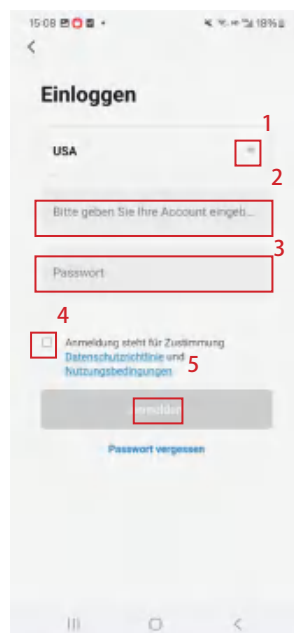 15:08 18%
Einloggen
1
USA
2
Bitte geben Sie Ihre Account eingeb...
3
Passwort
4
Anmeldung steht für Zustimmung
Datenschutzrichtlinie und
Nutzungsbedingungen
5
Anmelden
Passwort vergessen